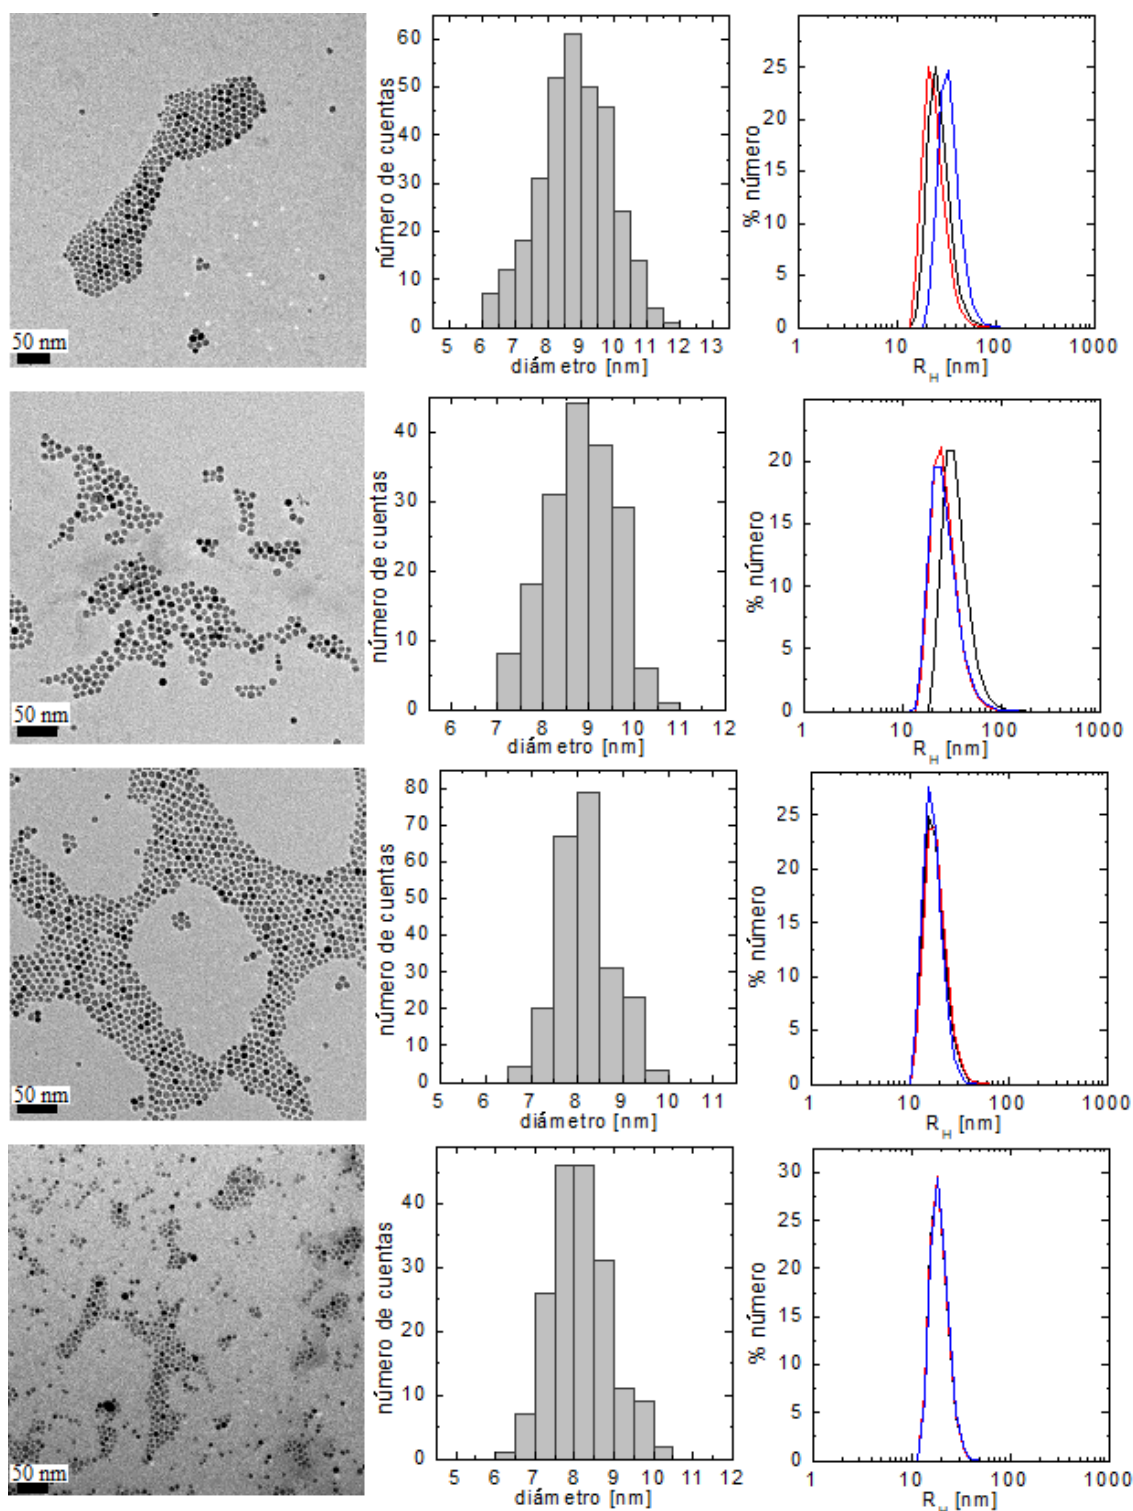 50 nm
número de cuentas
60
50
40
30
20
10
0
5 6 7 8 9 10 11 12 13
diámetro [nm]
% número
25
20
15
10
5
0
1 10 100 1000
R_H [nm]
50 nm
número de cuentas
40
30
20
10
0
6 7 8 9 10 11 12
diámetro [nm]
% número
20
15
10
5
0
1 10 100 1000
R_H [nm]
50 nm
número de cuentas
80
70
60
50
40
30
20
10
0
5 6 7 8 9 10 11
diámetro [nm]
% número
25
20
15
10
5
0
1 10 100 1000
R_H [nm]
50 nm
número de cuentas
40
30
20
10
0
5 6 7 8 9 10 11 12
diámetro [nm]
% número
30
25
20
15
10
5
0
1 10 100 1000
R_H [nm]